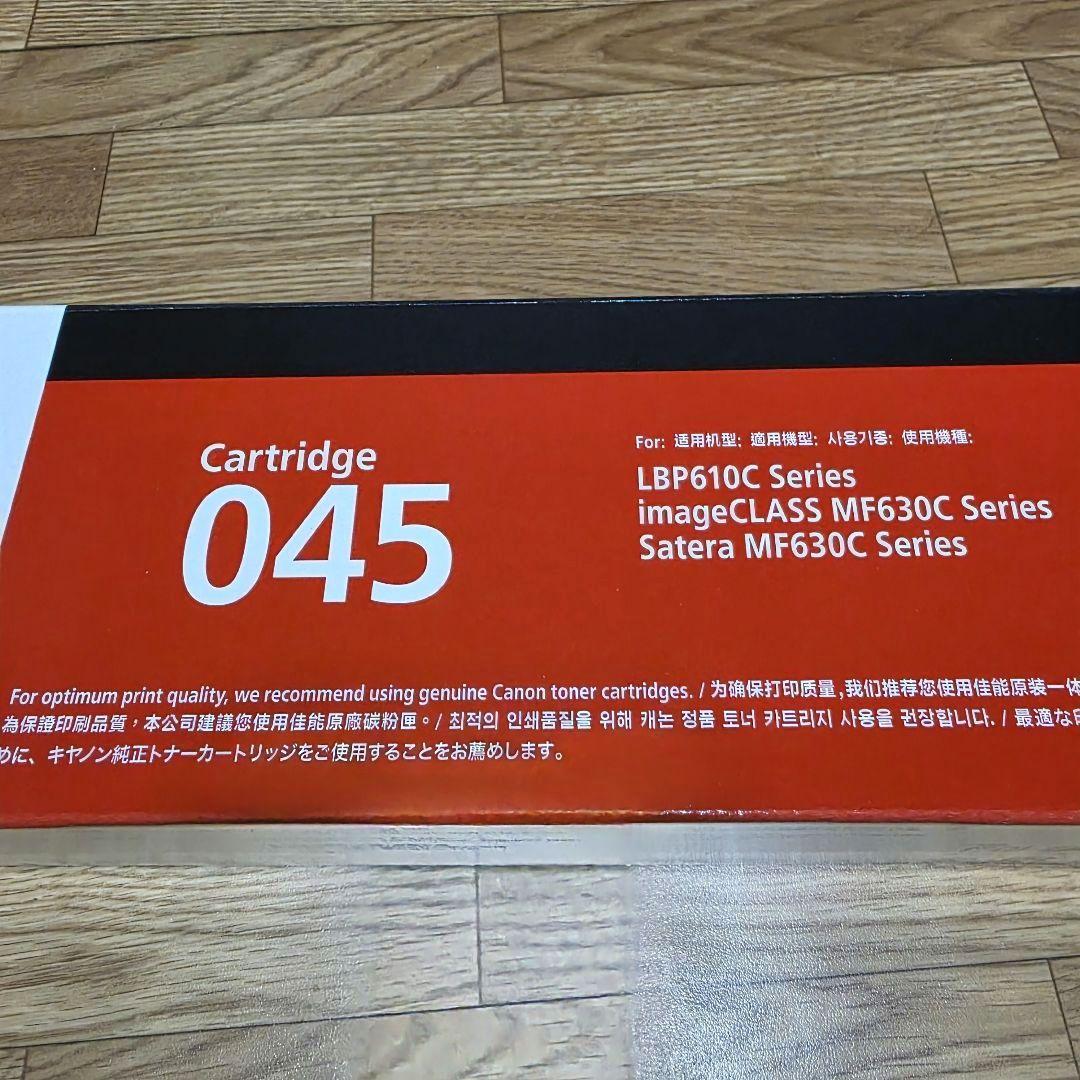 Cartridge
045
For: 适用机型: 適用機型: 사용기종: 使用機種:
LBP610C Series
imageCLASS MF630C Series
Satera MF630C Series
For optimum print quality, we recommend using genuine Canon toner cartridges. / 为确保打印质量,我们推荐您使用佳能原装一体
為保證印刷品質，本公司建議您使用佳能原廠碳粉匣。/ 최적의 인쇄품질을 위해 캐논 정품 토너 카트리지 사용을 권장합니다. / 最適な
めに、キヤノン純正トナーカートリッジをご使用することをお薦めします。